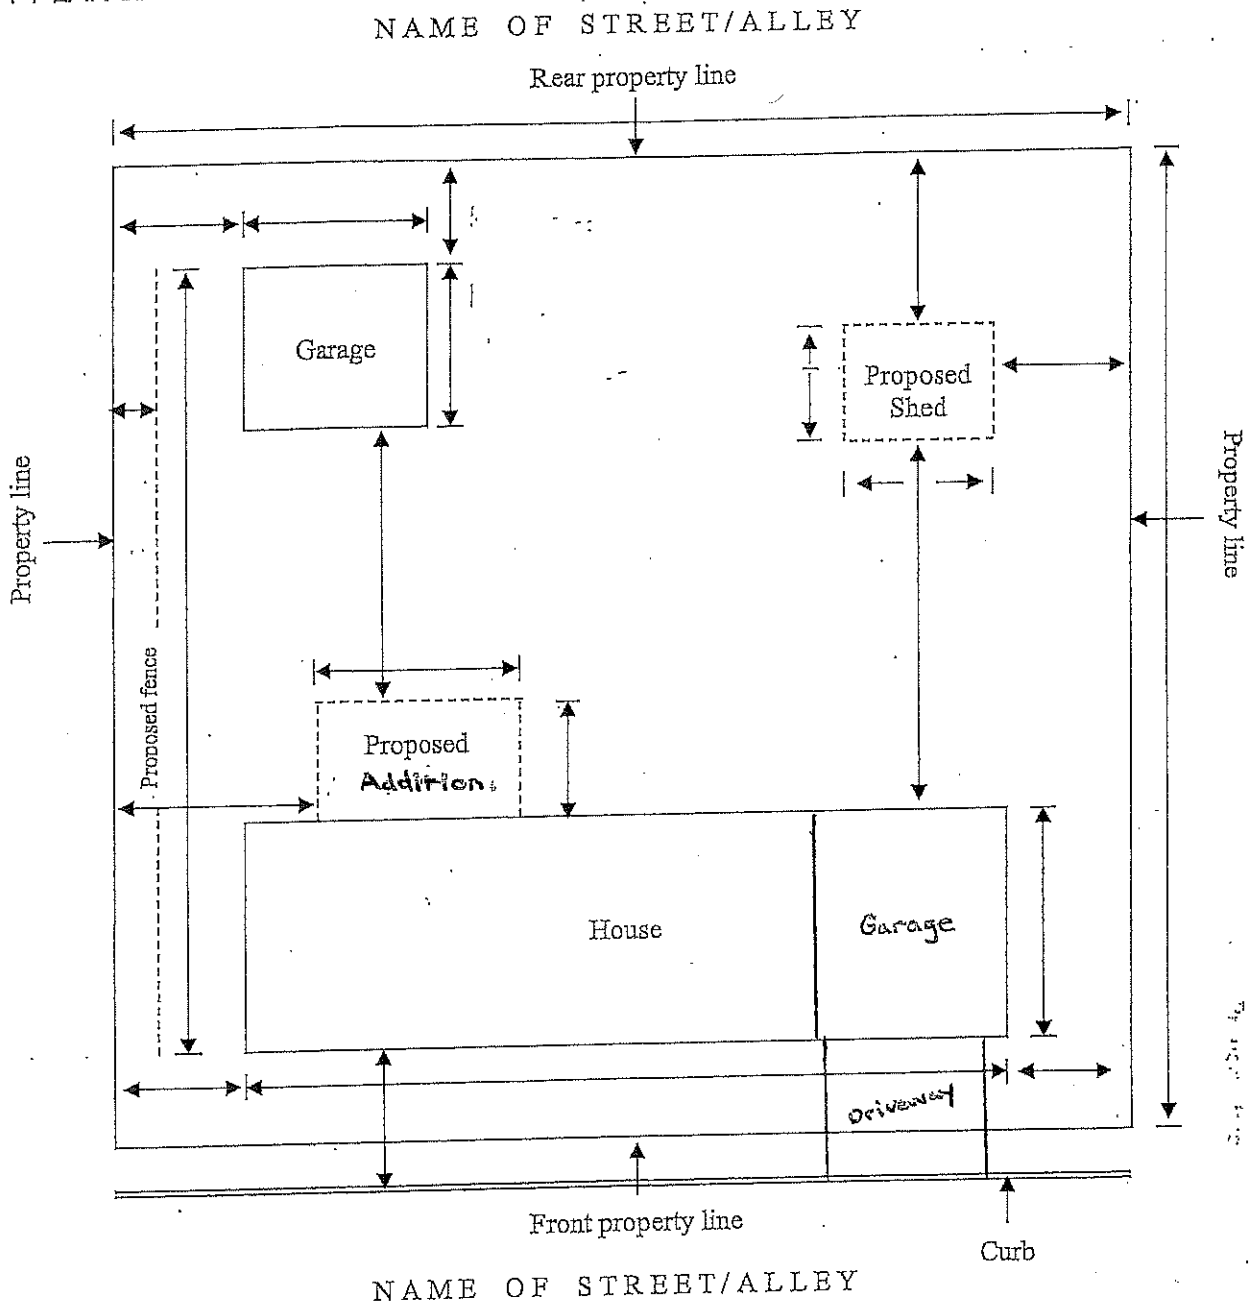 NAME OF STREET/ALLEY
Rear property line
Garage
Proposed
Shed
Property line
Property line
Proposed fence
Proposed
Addition
House
Garage
Driveway
Front property line
Curb
NAME OF STREET/ALLEY